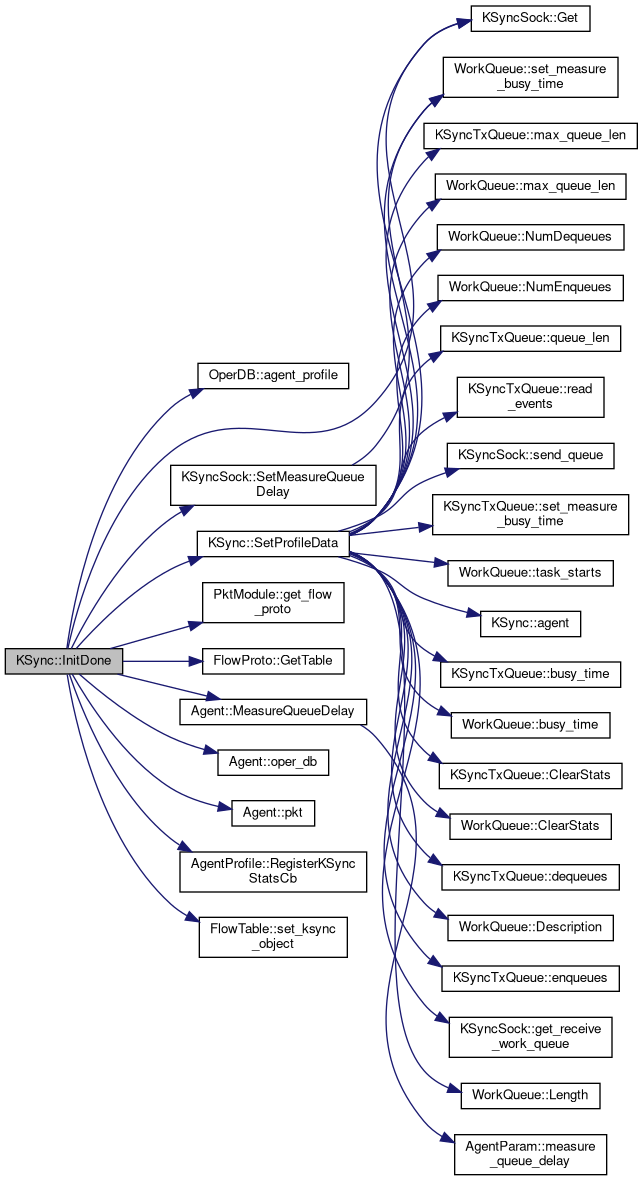 KSync::InitDone
OperDB::agent_profile
KSyncSock::SetMeasureQueue
Delay
KSync::SetProfileData
PktModule::get_flow
_proto
FlowProto::GetTable
Agent::MeasureQueueDelay
Agent::oper_db
Agent::pkt
AgentProfile::RegisterKSync
StatsCb
FlowTable::set_ksync
_object
KSyncSock::Get
WorkQueue::set_measure
_busy_time
KSyncTxQueue::max_queue_len
WorkQueue::max_queue_len
WorkQueue::NumDequeues
WorkQueue::NumEnqueues
KSyncTxQueue::queue_len
KSyncTxQueue::read
_events
KSyncSock::send_queue
KSyncTxQueue::set_measure
_busy_time
WorkQueue::task_starts
KSync::agent
KSyncTxQueue::busy_time
WorkQueue::busy_time
KSyncTxQueue::ClearStats
WorkQueue::ClearStats
KSyncTxQueue::dequeues
WorkQueue::Description
KSyncTxQueue::enqueues
KSyncSock::get_receive
_work_queue
WorkQueue::Length
AgentParam::measure
_queue_delay